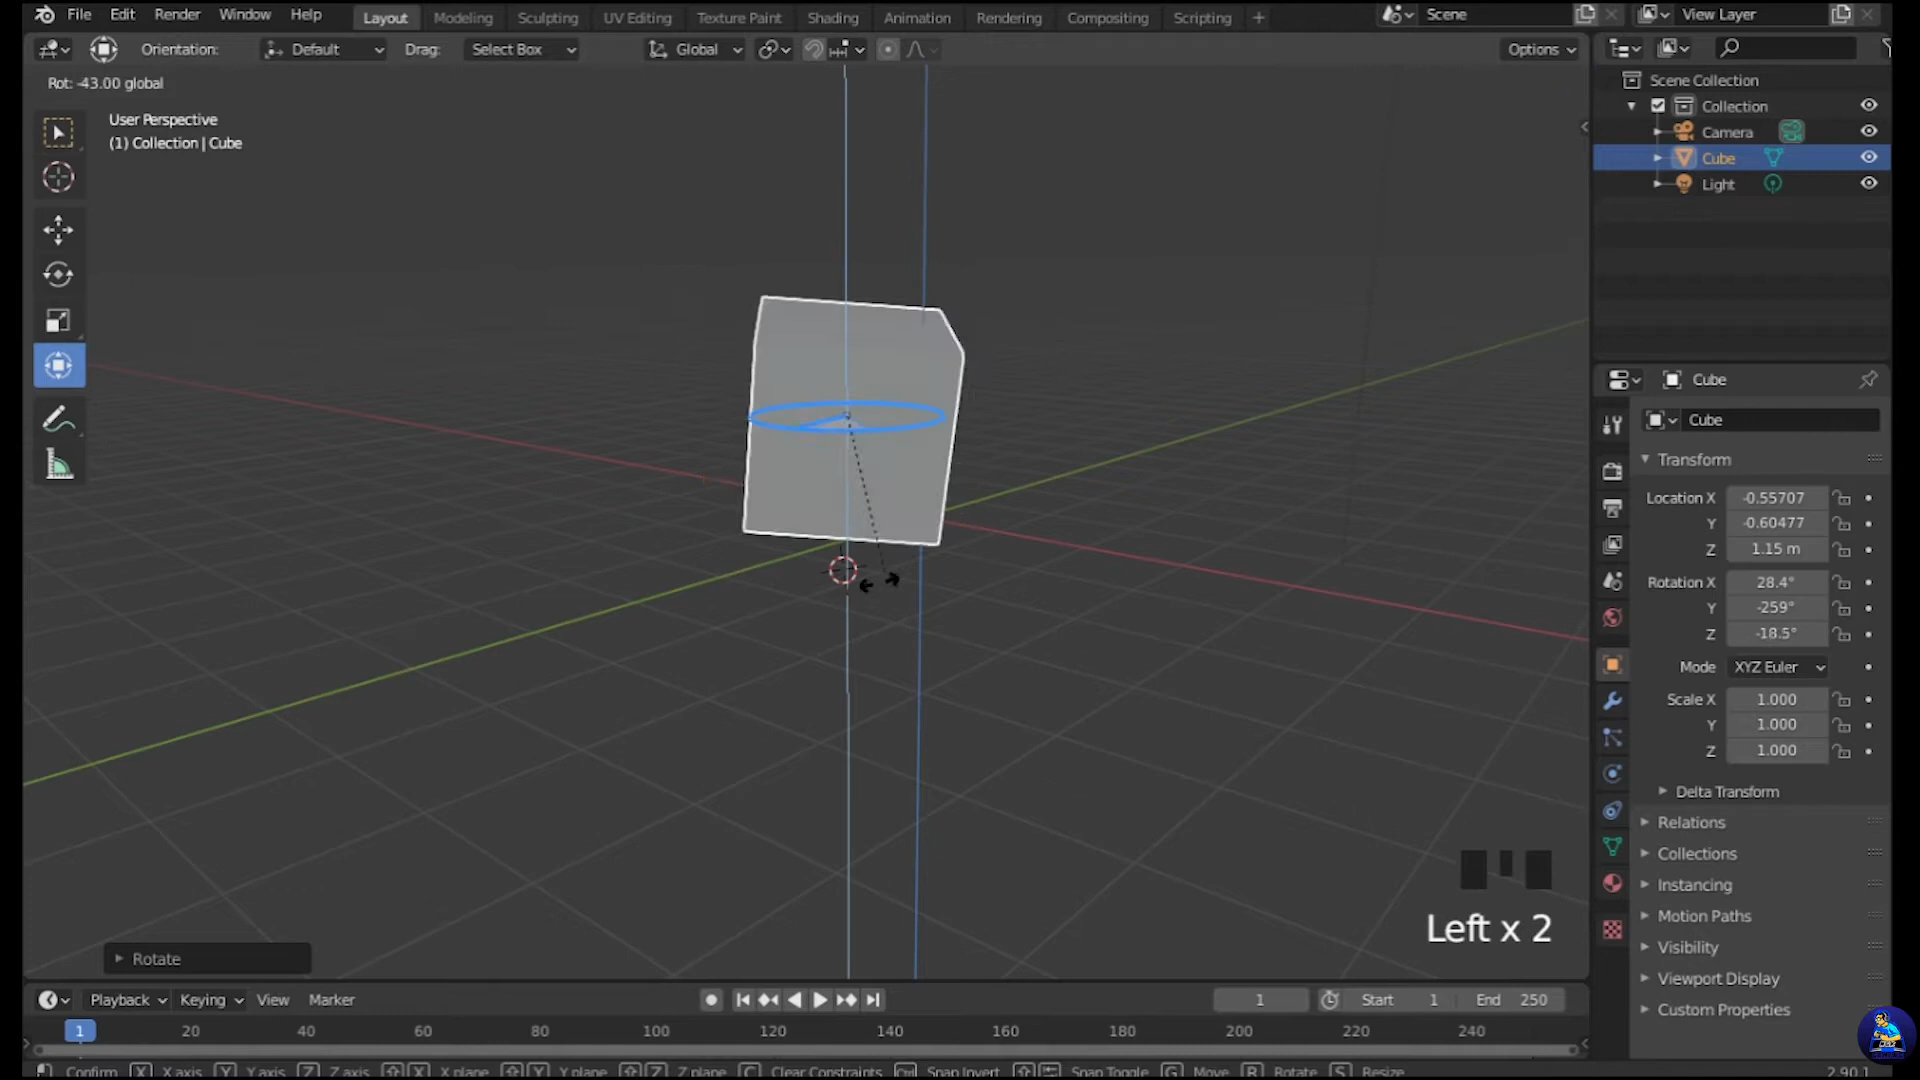 File Edit Render Window Help Layout Modeling Sculpting UV Editing Texture Paint Shading Animation Rendering Compositing Scripting + Scene View Layer
Orientation: Default Drag: Select Box Global Options
Rot: -43.00 global
User Perspective
(1) Collection | Cube
Scene Collection
Collection
Camera
Cube
Light
Cube
Cube
Transform
Location X -0.55707
Y -0.60477
Z 1.15 m
Rotation X 28.4°
Y -259°
Z -18.5°
Mode XYZ Euler
Scale X 1.000
Y 1.000
Z 1.000
Delta Transform
Relations
Collections
Instancing
Motion Paths
Visibility
Viewport Display
Custom Properties
Left x 2
Rotate
Playback Keying View Marker 1 Start 1 End 250
1 20 40 60 80 100 120 140 160 180 200 220 240
Confirm X X axis Y Y axis Z Z axis X X plane Y Y plane Z Z plane C Clear Constraints Ctrl Snap Invert Snap Toggle G Move R Rotate S Resize 2.90.1